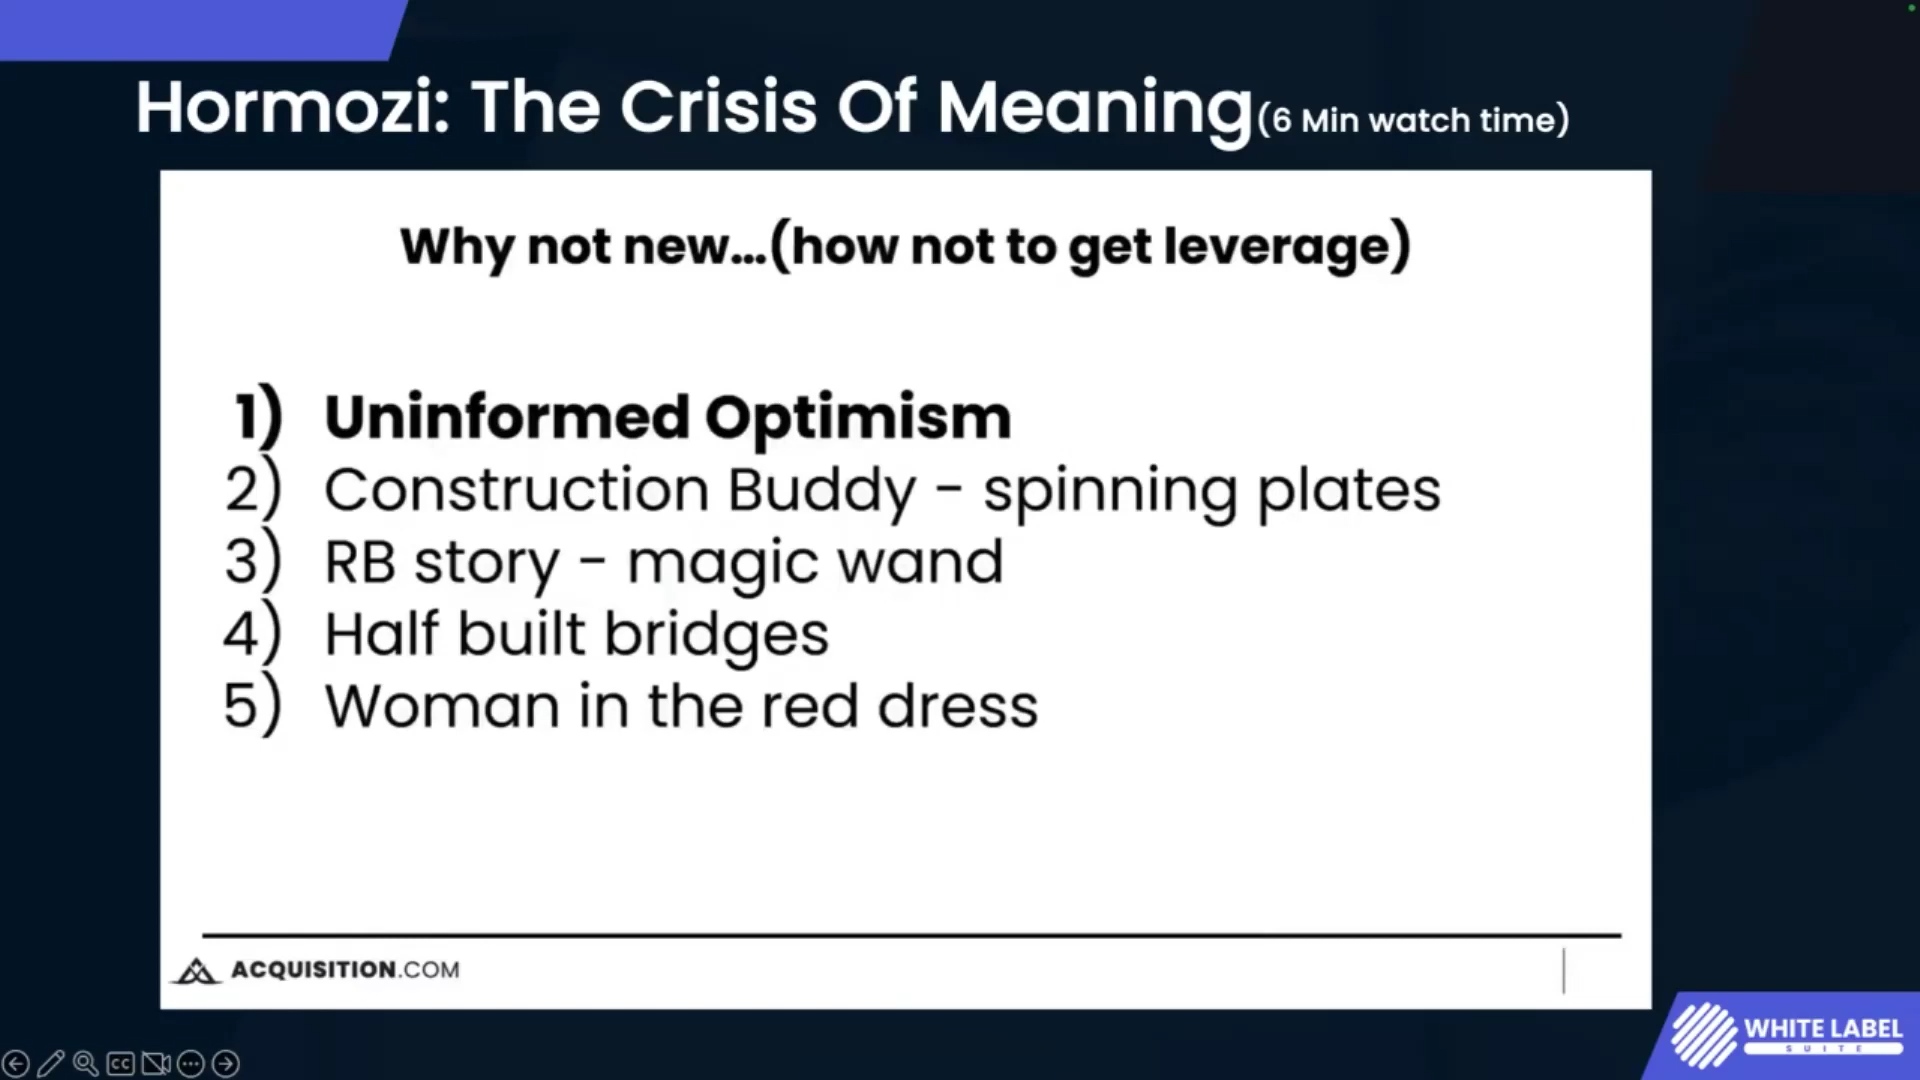 Hormozi: The Crisis Of Meaning(6 Min watch time)
Why not new...(how not to get leverage)
1) Uninformed Optimism
2) Construction Buddy - spinning plates
3) RB story - magic wand
4) Half built bridges
5) Woman in the red dress
ACQUISITION.COM
WHITE LABEL
SUITE
CC